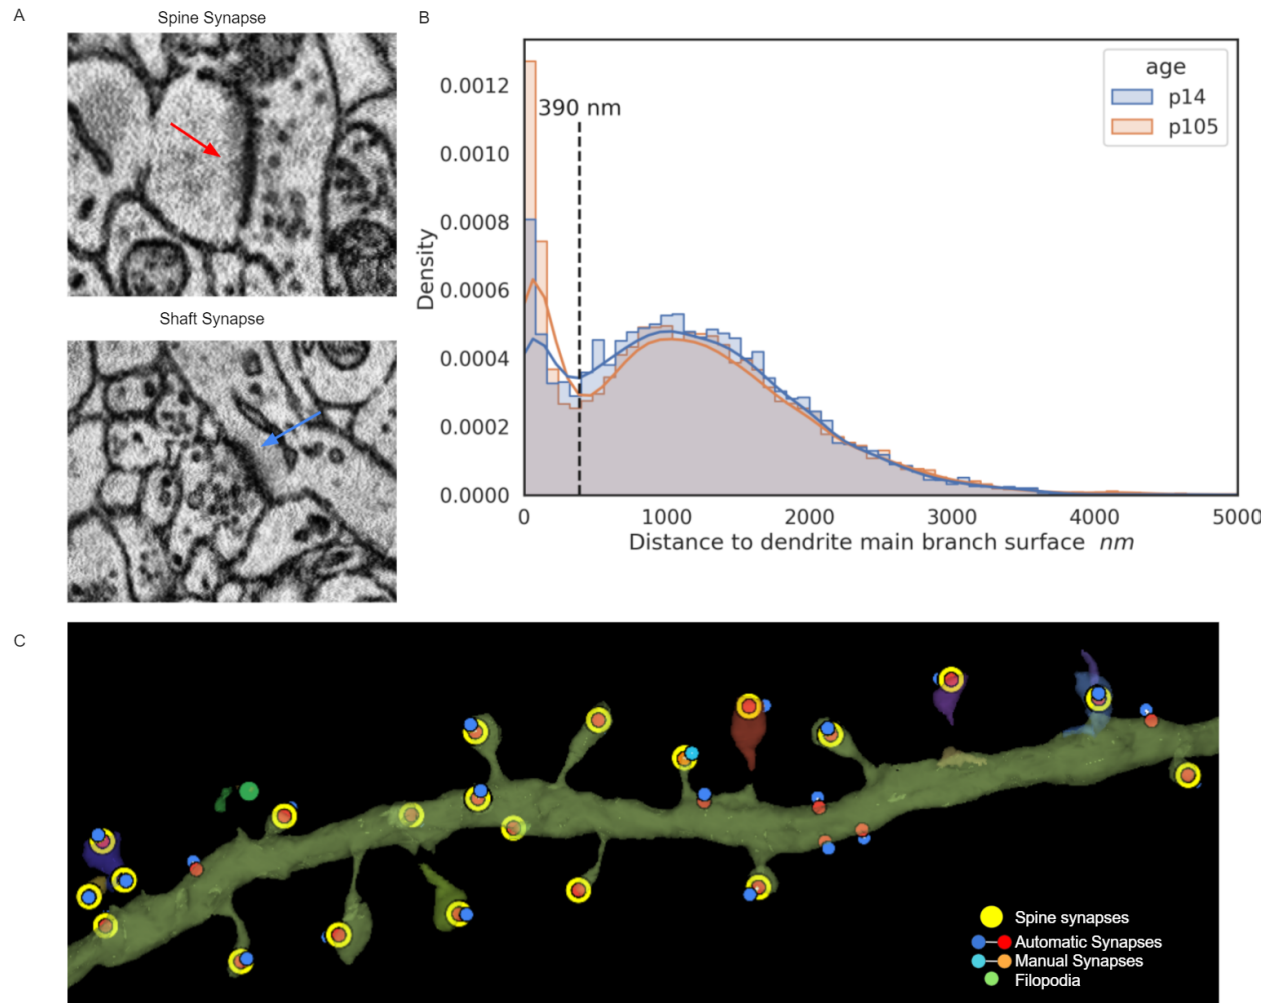 A
Spine Synapse
Shaft Synapse
B
390 nm
age
p14
p105
Density
0.0012
0.0010
0.0008
0.0006
0.0004
0.0002
0.0000
0 1000 2000 3000 4000 5000
Distance to dendrite main branch surface nm
C
Spine synapses
Automatic Synapses
Manual Synapses
Filopodia